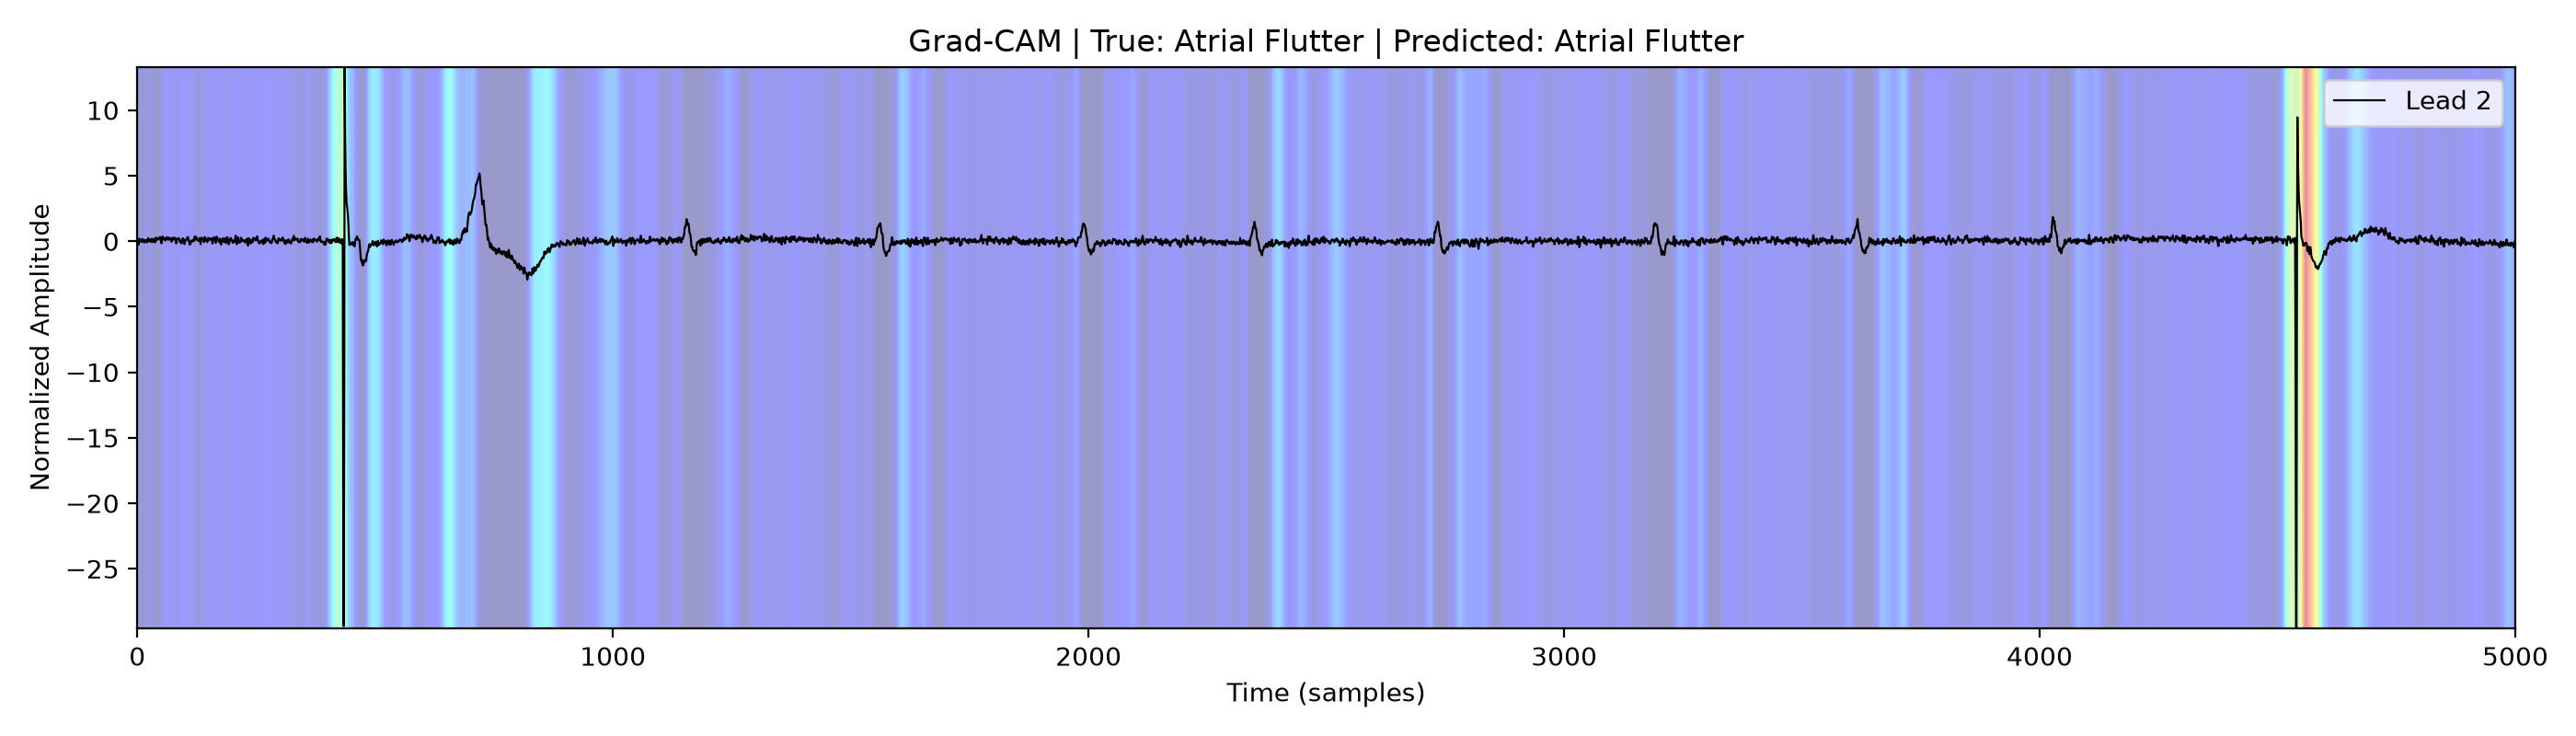 Grad-CAM | True: Atrial Flutter | Predicted: Atrial Flutter
Lead 2
Normalized Amplitude
10
5
0
−5
−10
−15
−20
−25
0 1000 2000 3000 4000 5000
Time (samples)